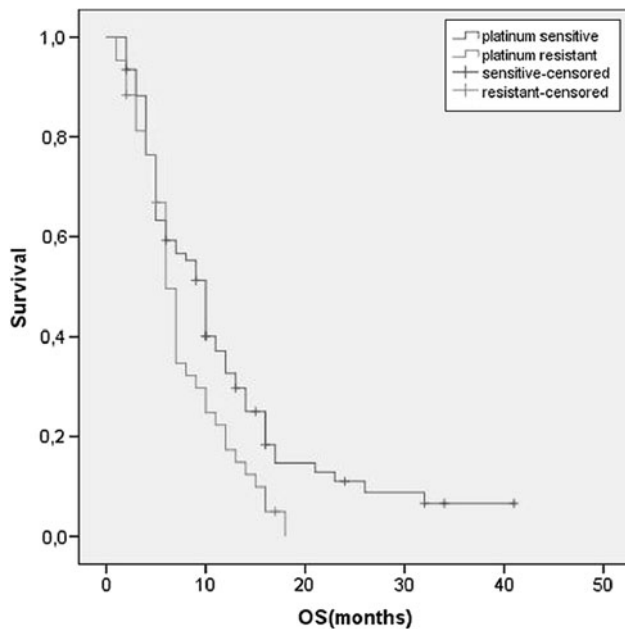 platinum sensitive
platinum resistant
sensitive-censored
resistant-censored
1,0
0,8
0,6
0,4
0,2
0,0
Survival
0 10 20 30 40 50
OS(months)